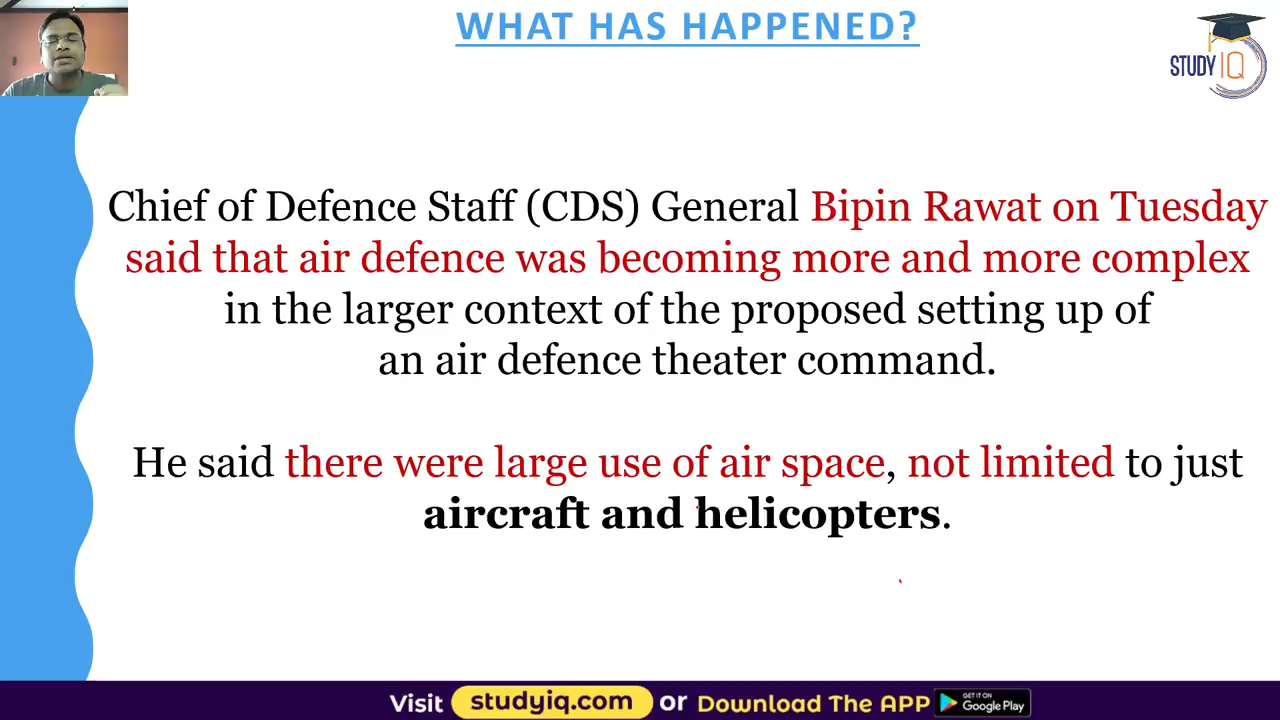 WHAT HAS HAPPENED?
STUDY IQ
Chief of Defence Staff (CDS) General Bipin Rawat on Tuesday
said that air defence was becoming more and more complex
in the larger context of the proposed setting up of
an air defence theater command.
He said there were large use of air space, not limited to just
aircraft and helicopters.
Visit studyiq.com or Download The APP GET IT ON Google Play